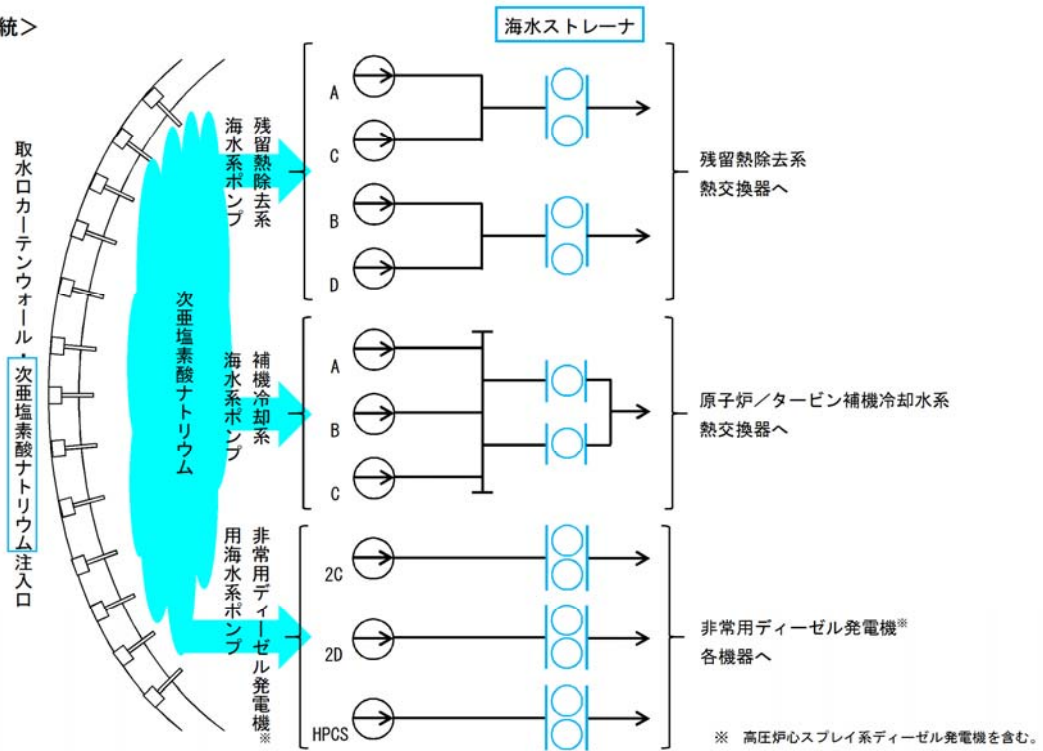 統＞
海水ストレーナ
取水口カーテンウォール・次亜塩素酸ナトリウム注入口
次亜塩素酸ナトリウム
残留熱除去系
海水系ポンプ
A
C
B
D
残留熱除去系
熱交換器へ
補機冷却系
海水系ポンプ
A
B
C
原子炉／タービン補機冷却水系
熱交換器へ
非常用ディーゼル発電機※
用海水系ポンプ
2C
2D
HPCS
非常用ディーゼル発電機※
各機器へ
※ 高圧炉心スプレイ系ディーゼル発電機を含む。